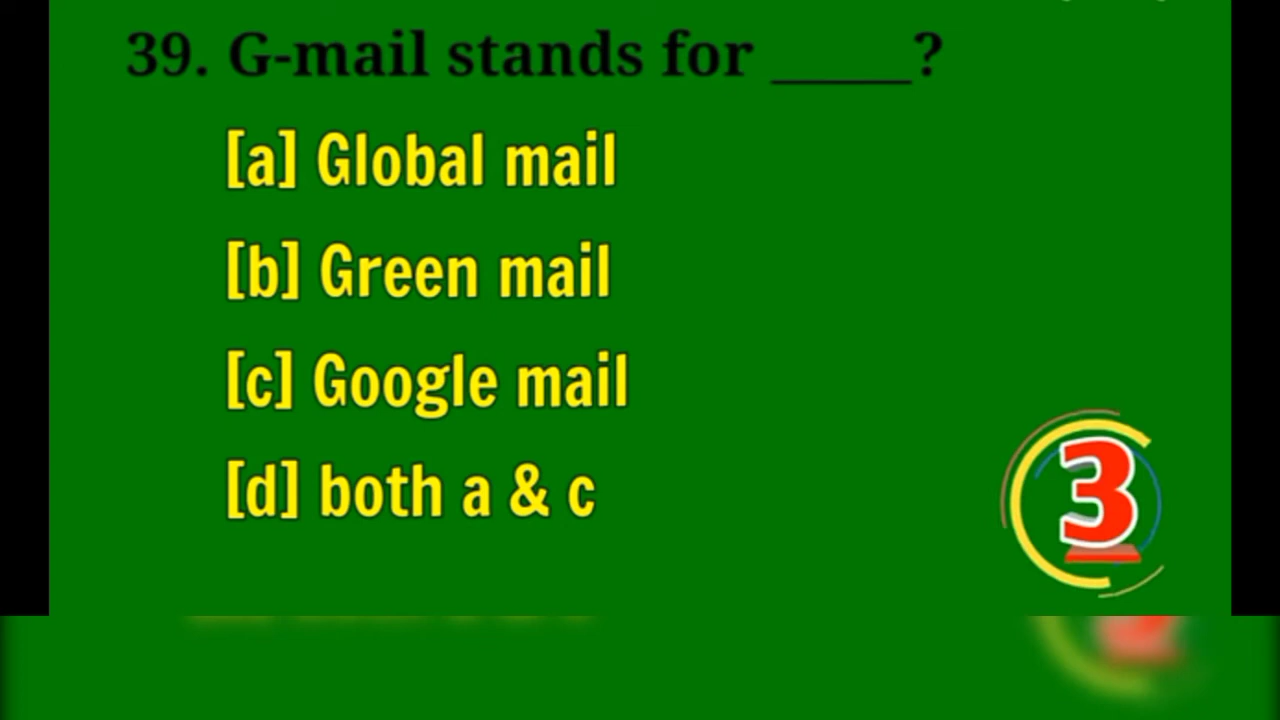 39. G-mail stands for _____?
[a] Global mail
[b] Green mail
[c] Google mail
[d] both a & c
3